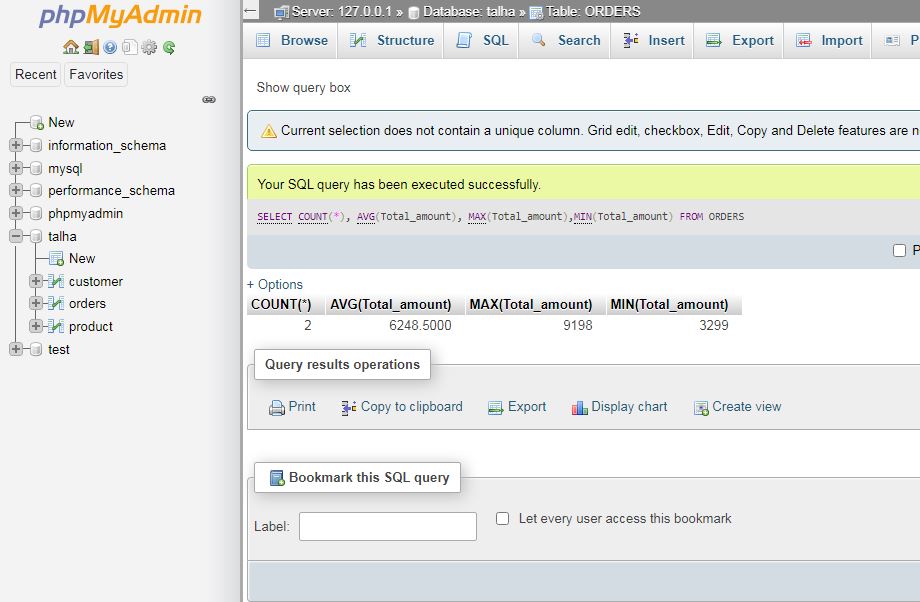 phpMyAdmin
Recent Favorites
New
information_schema
mysql
performance_schema
phpmyadmin
talha
New
customer
orders
product
test
Server: 127.0.0.1 » Database: talha » Table: ORDERS
Browse Structure SQL Search Insert Export Import P
Show query box
Current selection does not contain a unique column. Grid edit, checkbox, Edit, Copy and Delete features are n
Your SQL query has been executed successfully.
SELECT COUNT(*), AVG(Total_amount), MAX(Total_amount),MIN(Total_amount) FROM ORDERS
P
+ Options
COUNT(*) AVG(Total_amount) MAX(Total_amount) MIN(Total_amount)
2 6248.5000 9198 3299
Query results operations
Print Copy to clipboard Export Display chart Create view
Bookmark this SQL query
Label: Let every user access this bookmark